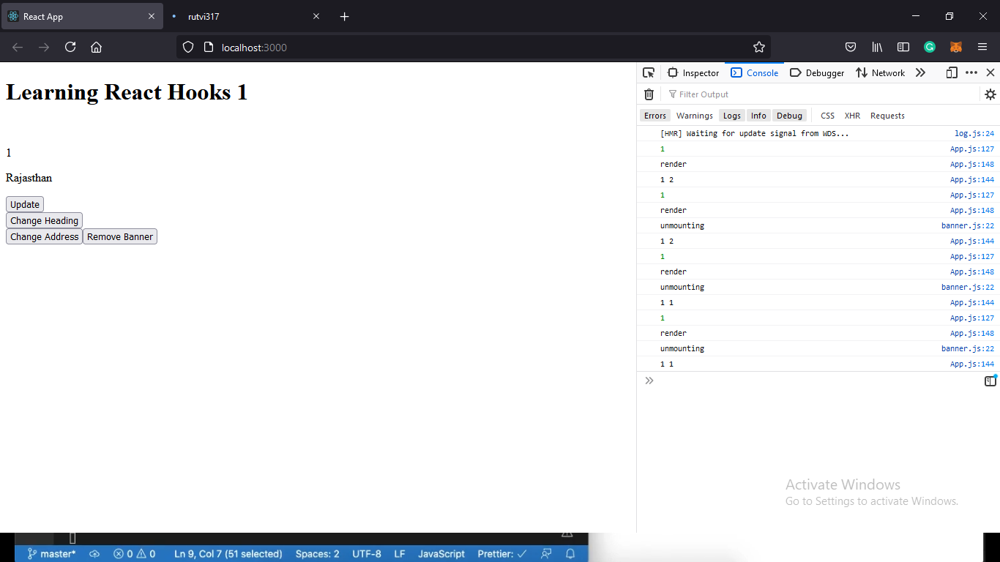 React App
rutvi317
localhost:3000
Learning React Hooks 1
1
Rajasthan
Update
Change Heading
Change Address Remove Banner
Inspector Console Debugger Network
Filter Output
Errors Warnings Logs Info Debug CSS XHR Requests
[HMR] Waiting for update signal from WDS... log.js:24
1 App.js:127
render App.js:148
1 2 App.js:144
1 App.js:127
render App.js:148
unmounting banner.js:22
1 2 App.js:144
1 App.js:127
render App.js:148
unmounting banner.js:22
1 1 App.js:144
1 App.js:127
render App.js:148
unmounting banner.js:22
1 1 App.js:144
Activate Windows
Go to Settings to activate Windows.
master* 0 0 Ln 9, Col 7 (51 selected) Spaces: 2 UTF-8 LF JavaScript Prettier: ✓